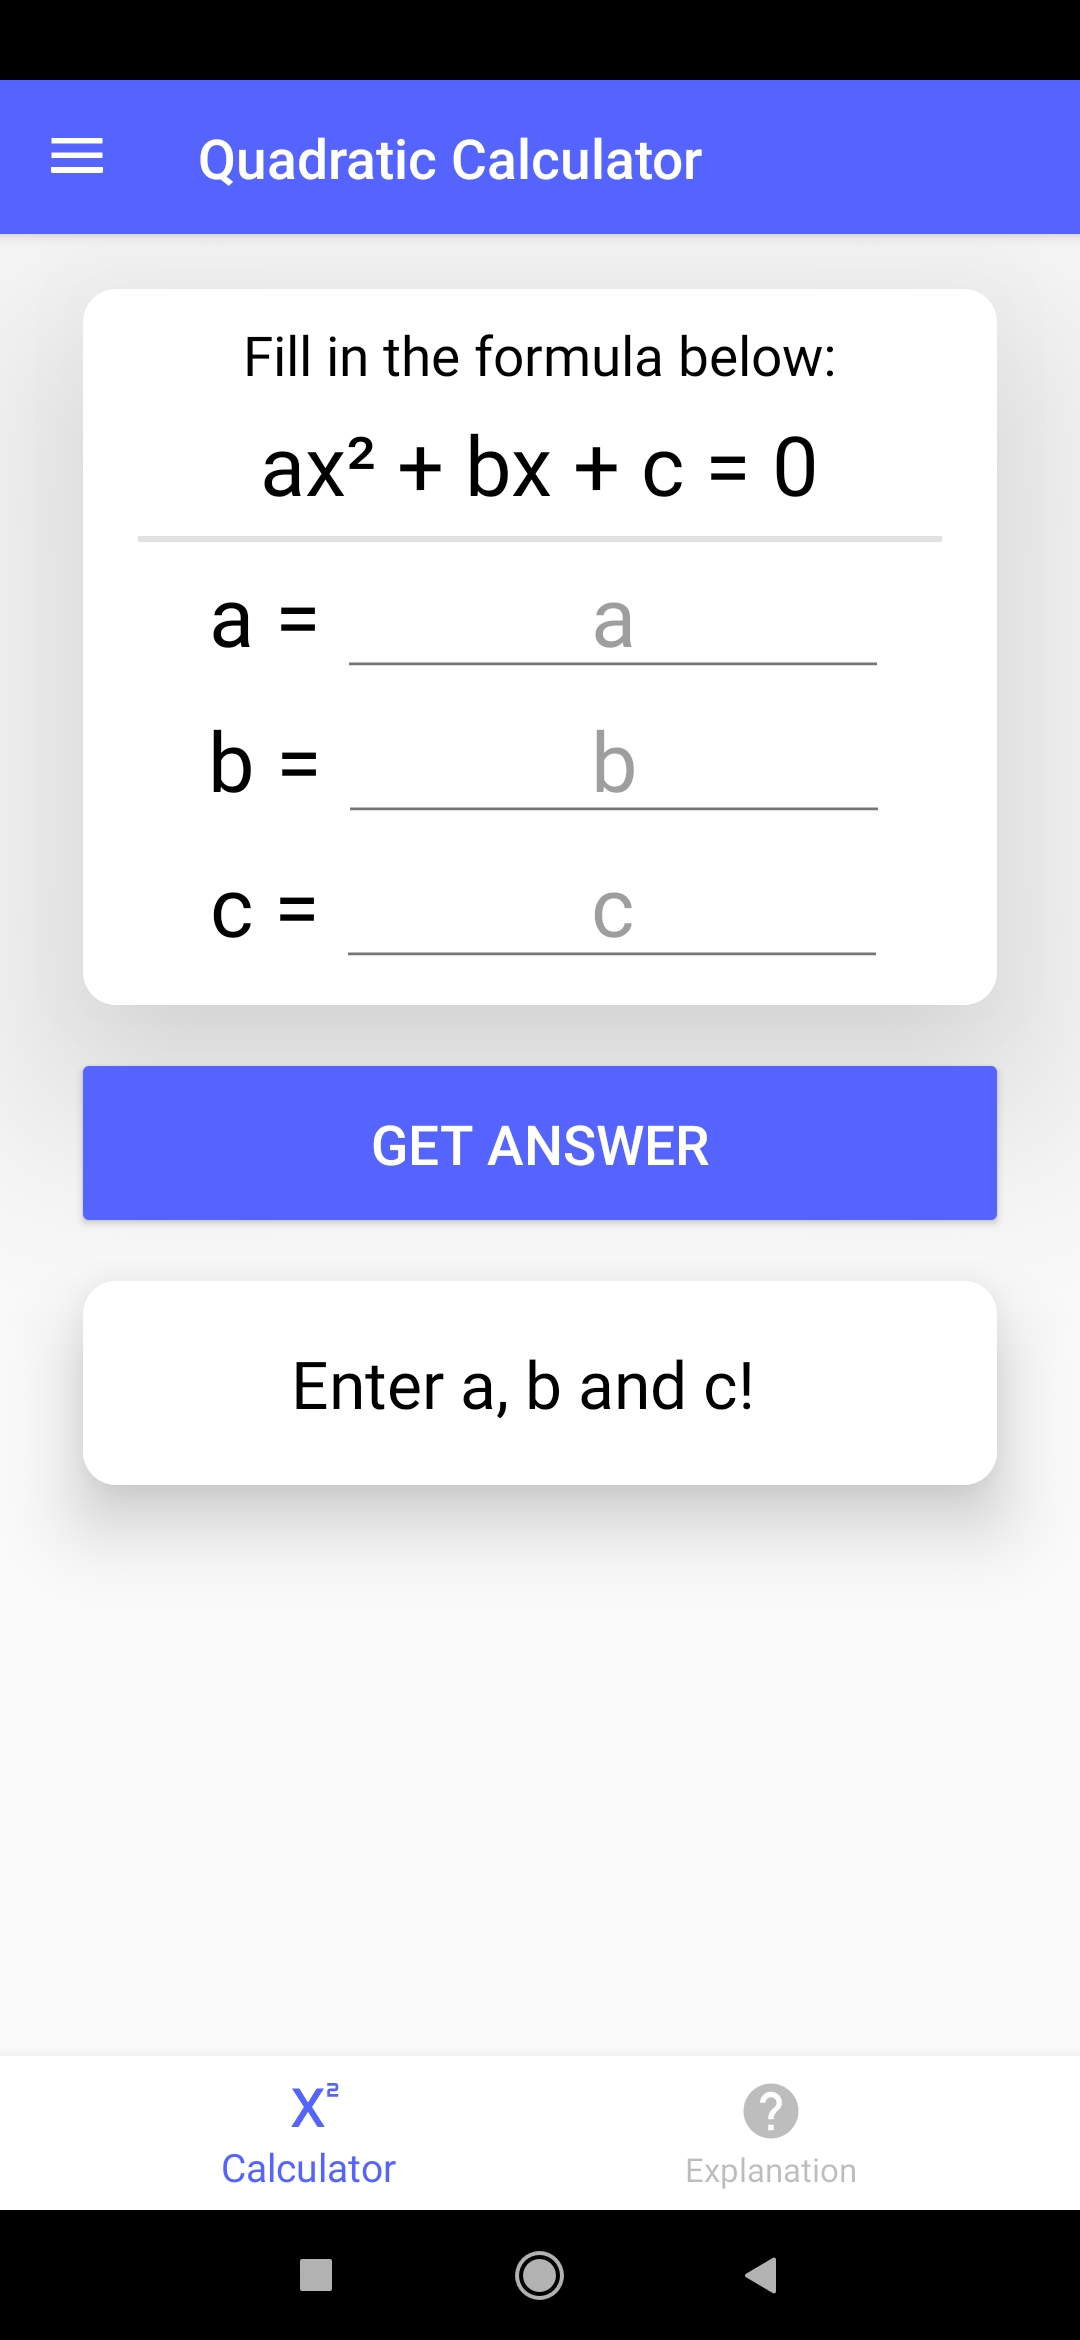 Quadratic Calculator
Fill in the formula below:
ax² + bx + c = 0
a = a
b = b
c = c
GET ANSWER
Enter a, b and c!
x²
Calculator
?
Explanation